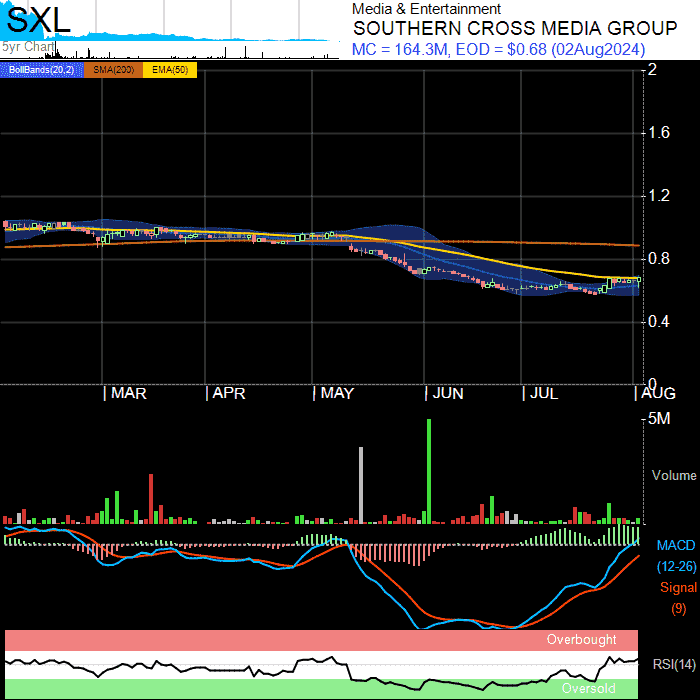 SXL
5yr Chart
Media & Entertainment
SOUTHERN CROSS MEDIA GROUP
MC = 164.3M, EOD = $0.68 (02Aug2024)
BollBands(20,2) SMA(200) EMA(50)
2
1.6
1.2
0.8
0.4
0
| MAR | APR | MAY | JUN | JUL | AUG
5M
Volume
MACD
(12-26)
Signal
(9)
Overbought
RSI(14)
Oversold